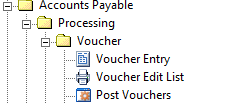 Accounts Payable
Processing
Voucher
Voucher Entry
Voucher Edit List
Post Vouchers